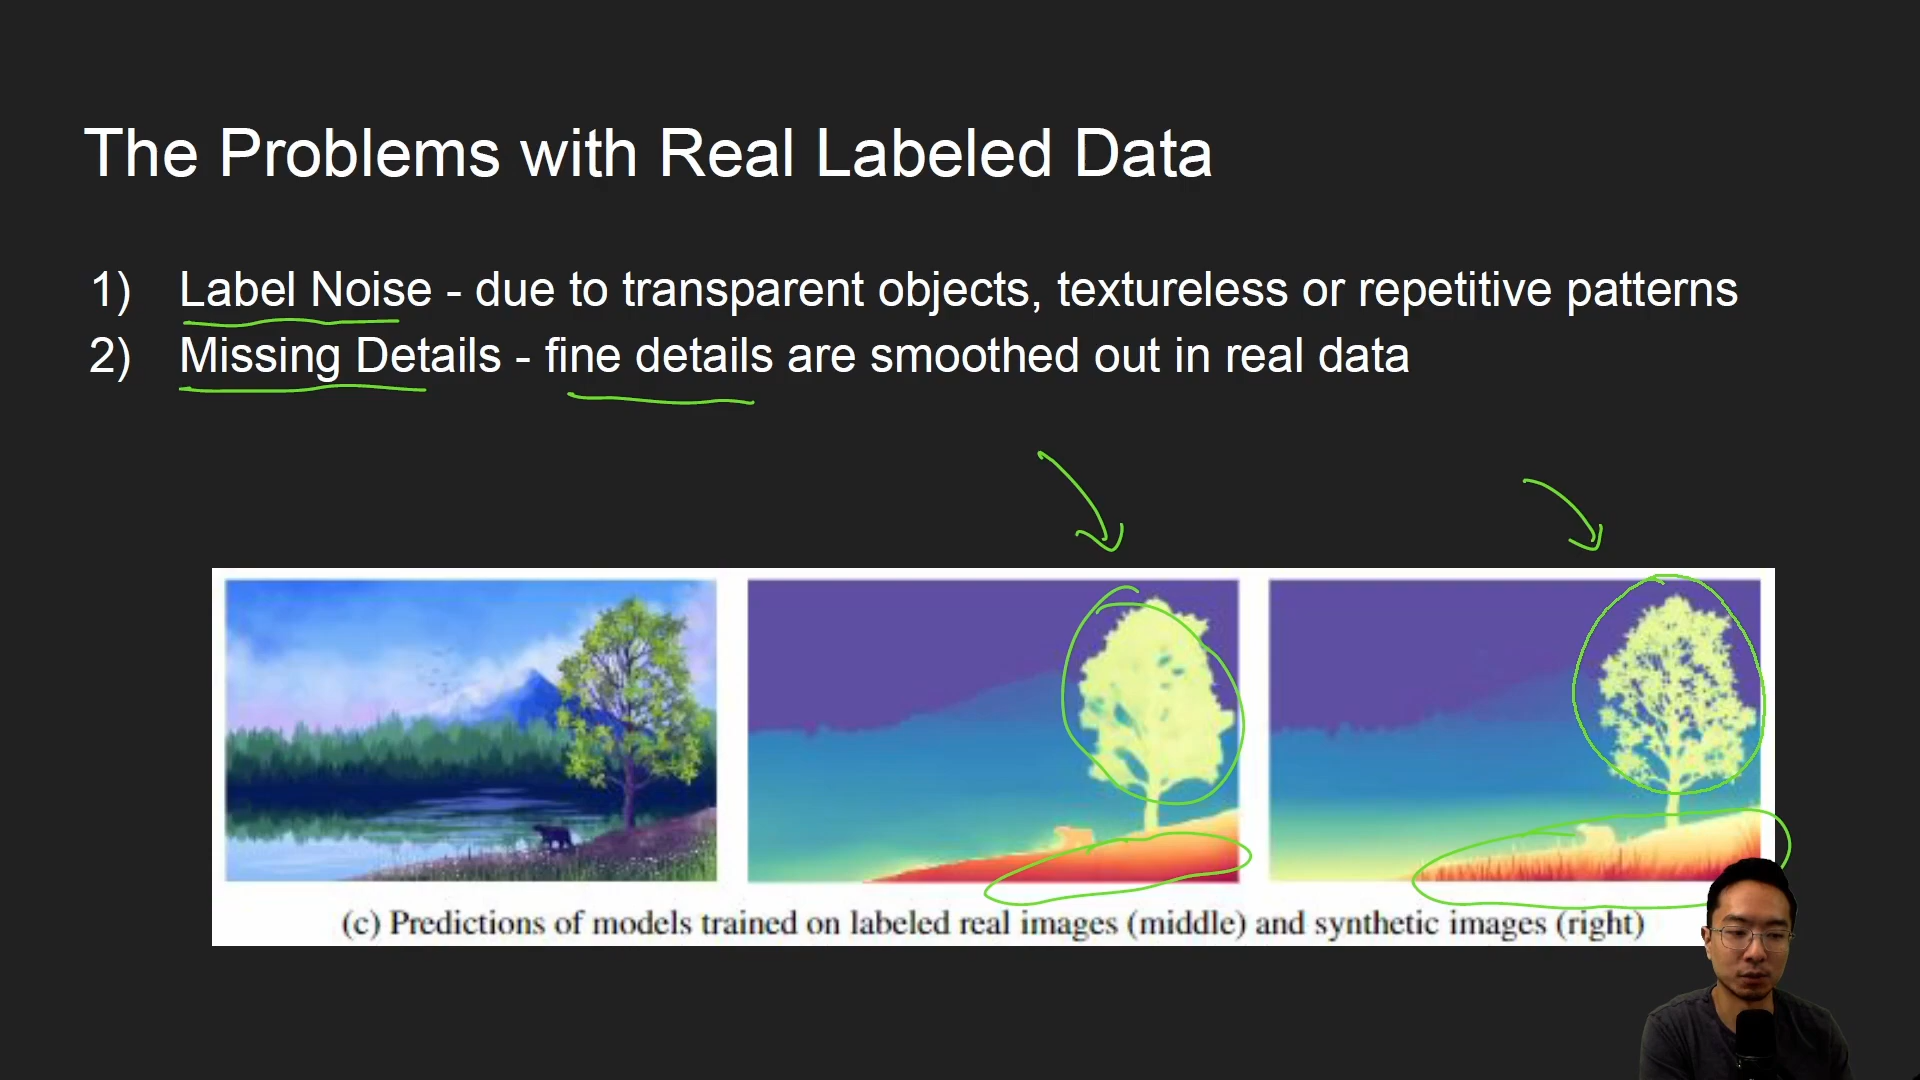 The Problems with Real Labeled Data
1) Label Noise - due to transparent objects, textureless or repetitive patterns
2) Missing Details - fine details are smoothed out in real data
(c) Predictions of models trained on labeled real images (middle) and synthetic images (right)